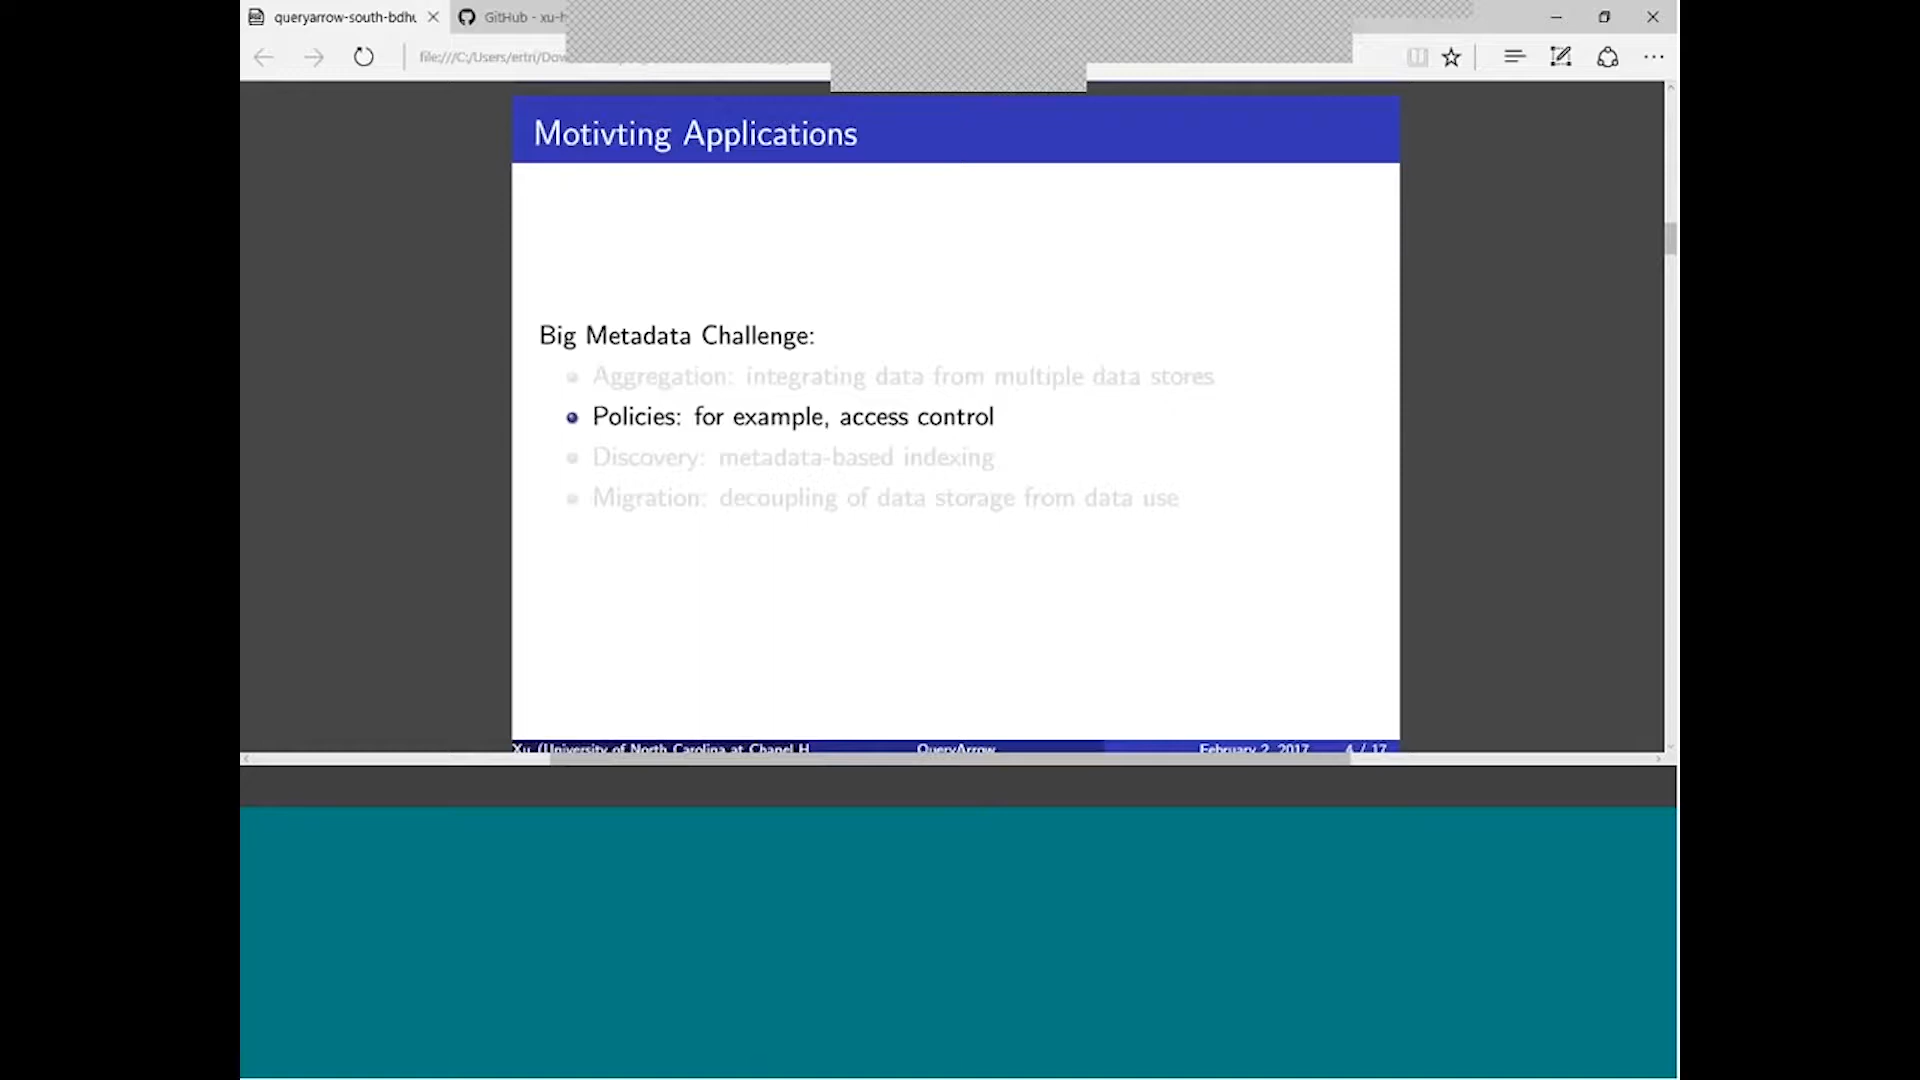 queryarrow-south-bdhu
GitHub - xu-h
file:///C:/Users/ertri/Dow
Motivting Applications
Big Metadata Challenge:
Aggregation: integrating data from multiple data stores
Policies: for example, access control
Discovery: metadata-based indexing
Migration: decoupling of data storage from data use
Xu (University of North Carolina at Chapel H
QueryArrow
February 2, 2017
4 / 17